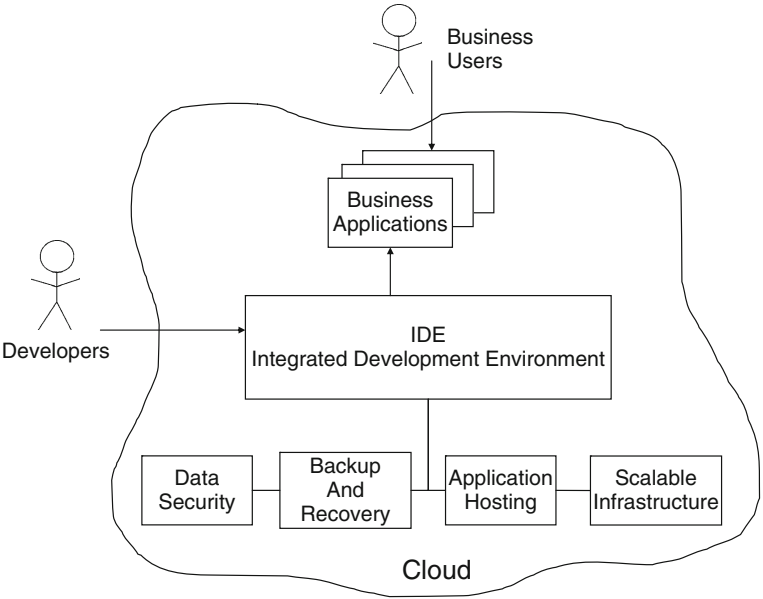 Business
Users
Business
Applications
Developers
IDE
Integrated Development Environment
Data
Security
Backup
And
Recovery
Application
Hosting
Scalable
Infrastructure
Cloud